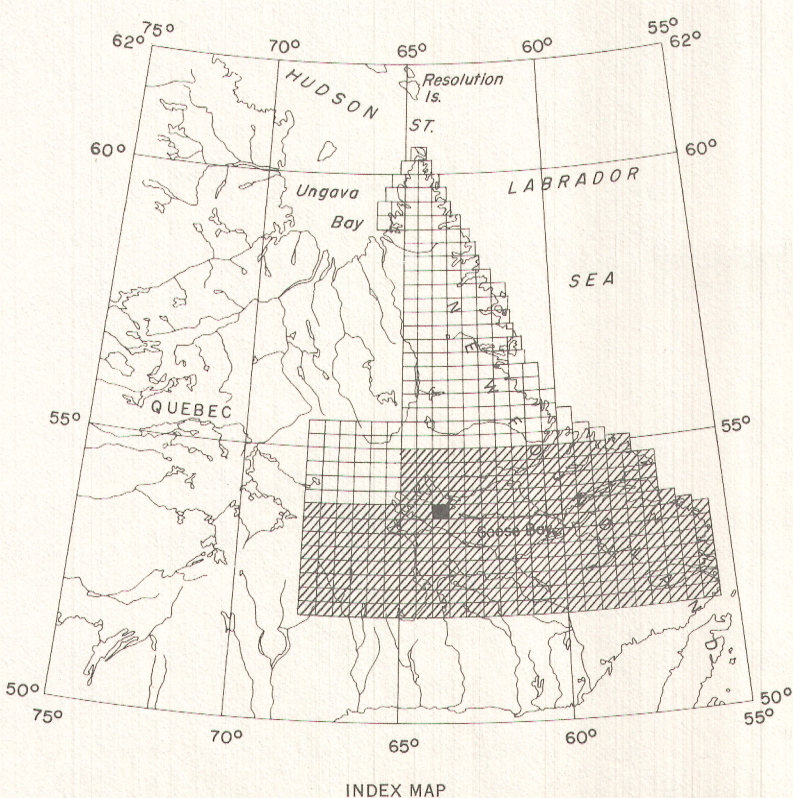 75°
70°
65°
60°
55°
62°
62°
HUDSON
ST.
Resolution
Is.
60°
60°
Ungava
Bay
LABRADOR
SEA
N
E
W
F
QUEBEC
55°
55°
Goose Bay
N
D
L
50°
50°
75°
70°
65°
60°
55°
INDEX MAP